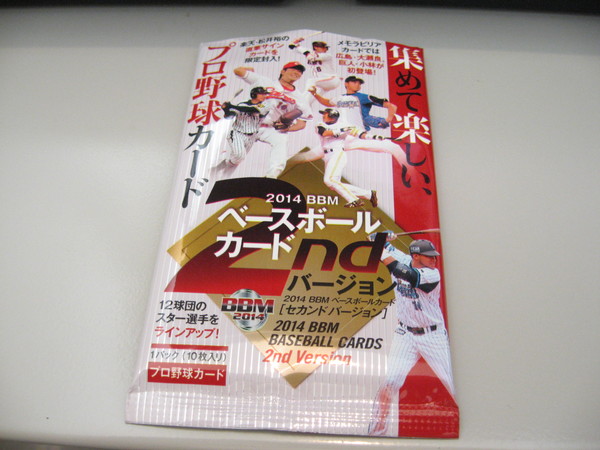 集めて楽しい、
プロ野球カード
楽天・松井裕の
直筆サイン
カードを
限定封入!
メモラビリア
カードでは
広島・大瀬良、
巨人・小林が
初登場!
2014 BBM
ベースボール
カード
2nd
バージョン
2014 BBM ベースボールカード
[セカンドバージョン]
2014 BBM
BASEBALL CARDS
2nd Version
BBM
2014
12球団の
スター選手を
ラインアップ!
1パック(10枚入り)
プロ野球カード